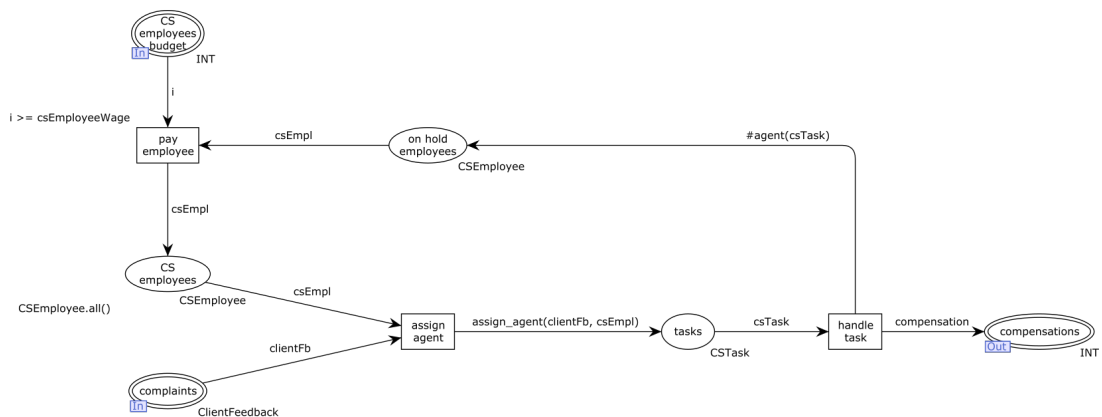 CS
employees
budget
In
INT
i
i >= csEmployeeWage
pay
employee
csEmpl
on hold
employees
CSEmployee
#agent(csTask)
csEmpl
CS
employees
CSEmployee
CSEmployee.all()
csEmpl
assign
agent
assign_agent(clientFb, csEmpl)
tasks
CSTask
csTask
handle
task
compensation
compensations
Out
INT
clientFb
complaints
In
ClientFeedback